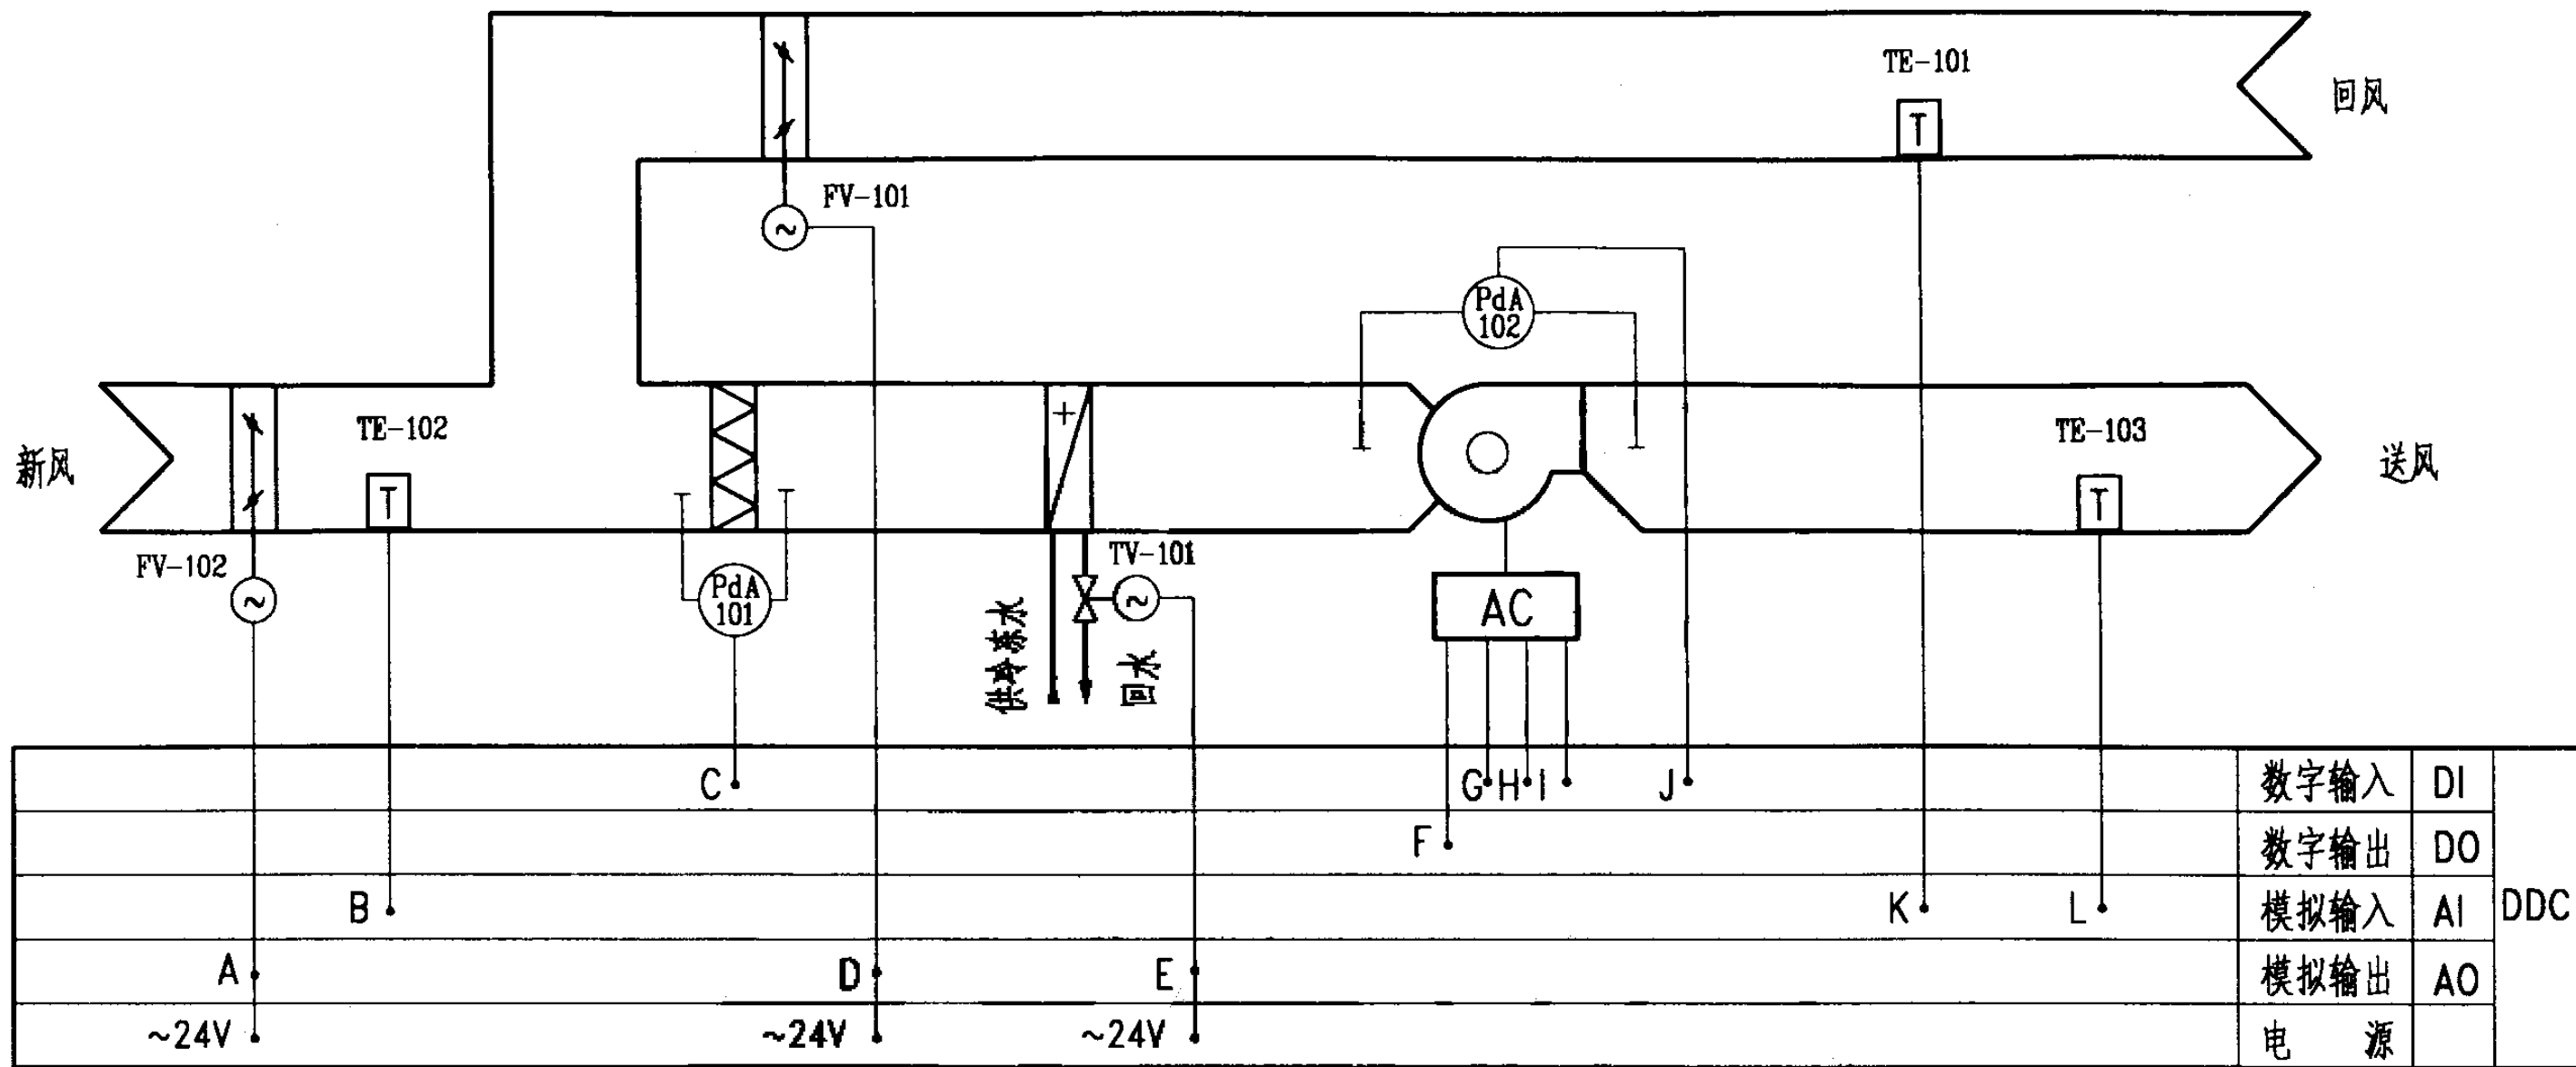 TE-101
T
回风
FV-101
~
PdA
102
TE-102
TE-103
新风
T
T
送风
FV-102
~
PdA
101
TV-101
~
AC
供冷冻水
回水
C
G H I
J
数字输入 DI
F
数字输出 DO
B
K
L
模拟输入 AI
DDC
A
D
E
模拟输出 AO
~24V
~24V
~24V
电 源